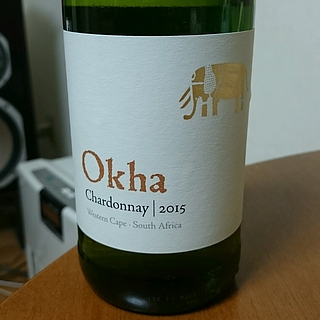 Okha
Chardonnay | 2015
Western Cape · South Africa